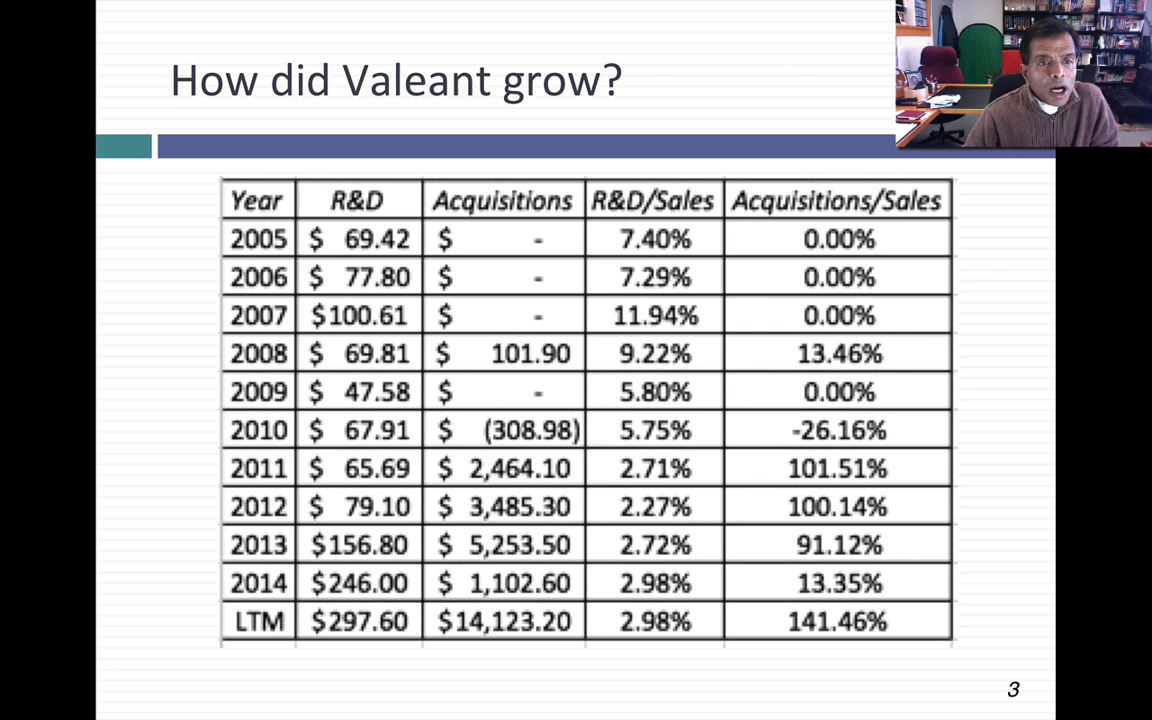 How did Valeant grow?
Year R&D Acquisitions R&D/Sales Acquisitions/Sales
2005 $ 69.42 $ - 7.40% 0.00%
2006 $ 77.80 $ - 7.29% 0.00%
2007 $100.61 $ - 11.94% 0.00%
2008 $ 69.81 $ 101.90 9.22% 13.46%
2009 $ 47.58 $ - 5.80% 0.00%
2010 $ 67.91 $ (308.98) 5.75% -26.16%
2011 $ 65.69 $ 2,464.10 2.71% 101.51%
2012 $ 79.10 $ 3,485.30 2.27% 100.14%
2013 $156.80 $ 5,253.50 2.72% 91.12%
2014 $246.00 $ 1,102.60 2.98% 13.35%
LTM $297.60 $14,123.20 2.98% 141.46%
3